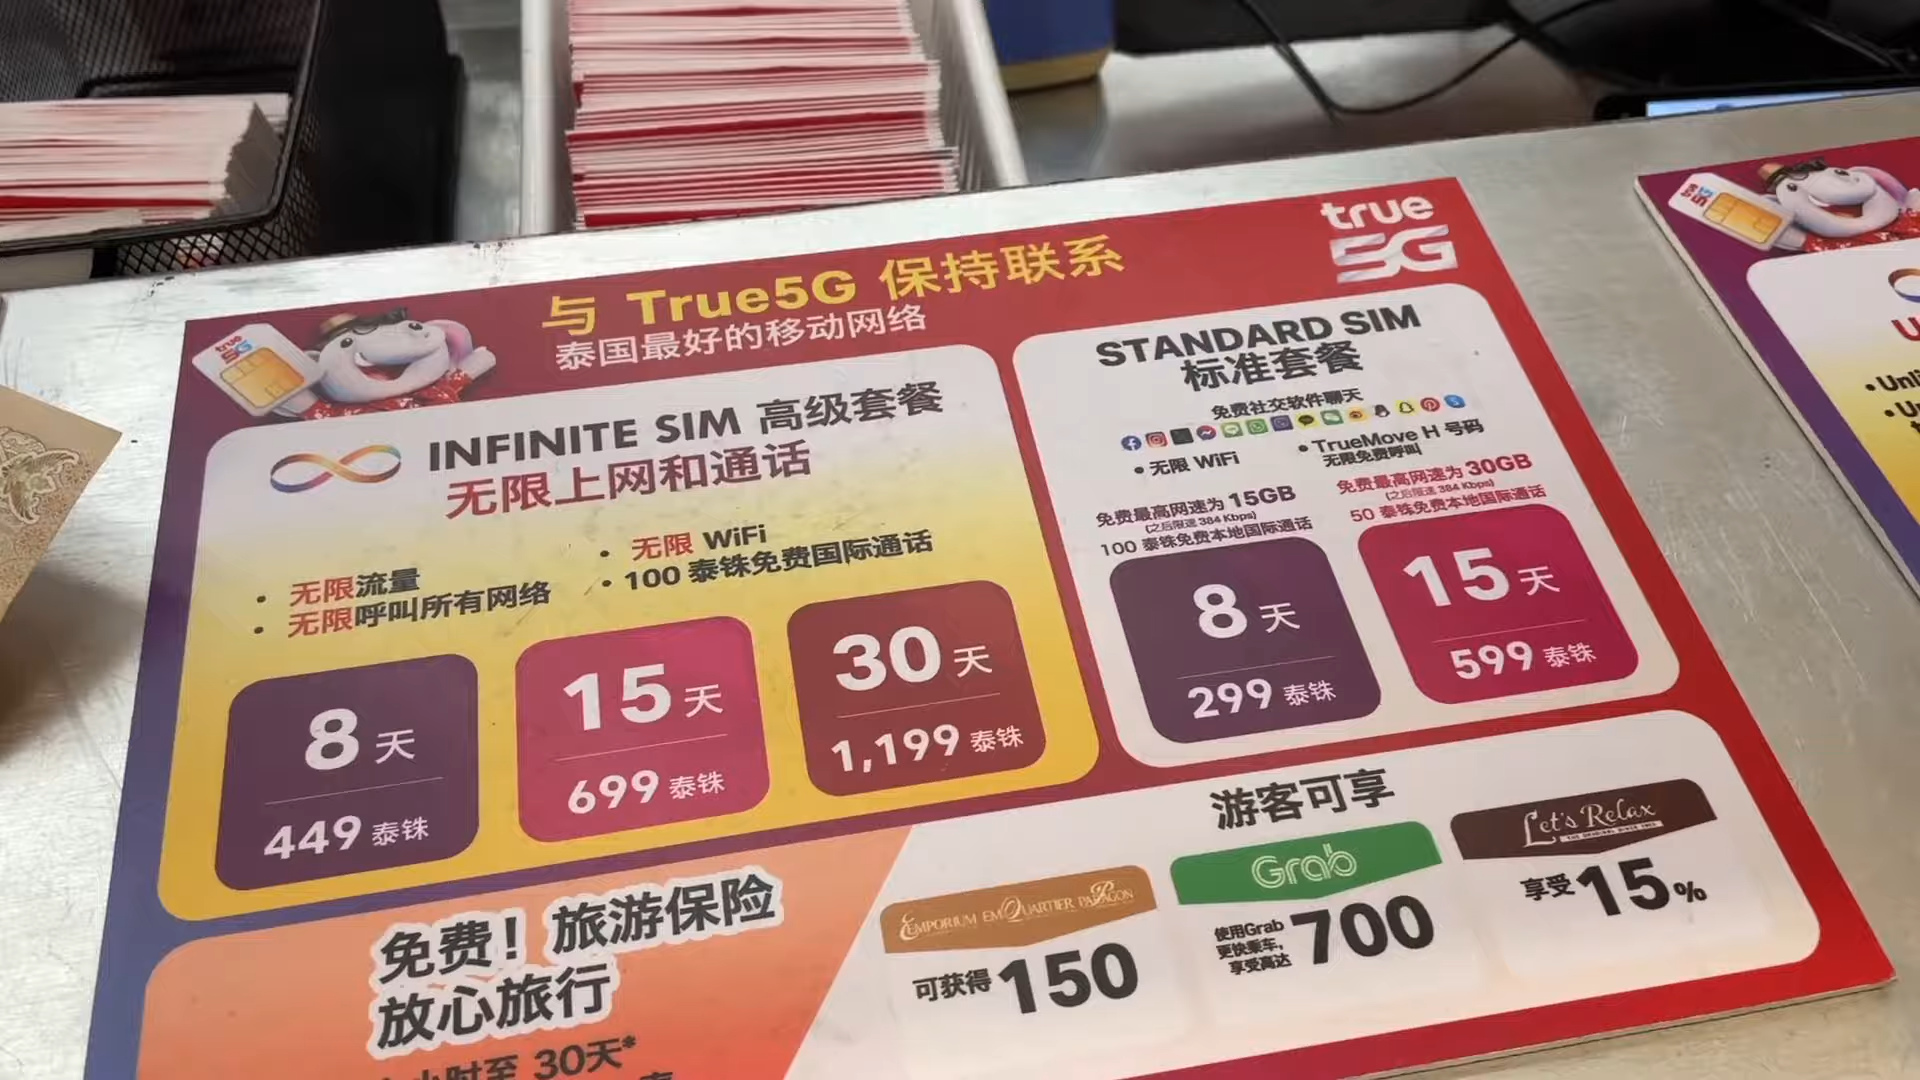 true
5G
与 True5G 保持联系
泰国最好的移动网络
true
5G
INFINITE SIM 高级套餐
无限上网和通话
• 无限流量
• 无限呼叫所有网络
• 无限 WiFi
• 100 泰铢免费国际通话
8 天
449 泰铢
15 天
699 泰铢
30 天
1,199 泰铢
STANDARD SIM
标准套餐
免费社交软件聊天
• 无限 WiFi
• TrueMove H 号码
无限免费呼叫
免费最高网速为 15GB
(之后限速 384 Kbps)
100 泰铢免费本地国际通话
8 天
299 泰铢
免费最高网速为 30GB
(之后限速 384 Kbps)
50 泰铢免费本地国际通话
15 天
599 泰铢
免费！旅游保险
放心旅行
小时至 30天*
游客可享
EMPORIUM EMQUARTIER PARAGON
可获得 150
Grab
使用Grab
更快乘车，
享受高达 700
Let's Relax
享受 15%
true
5G
• Unli